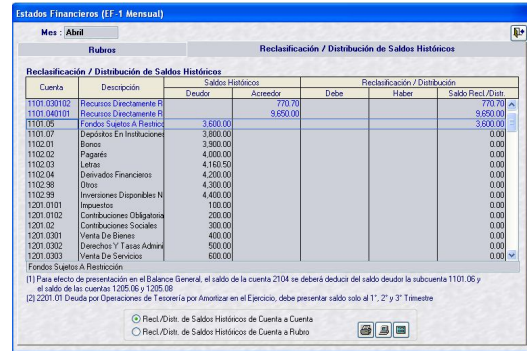 Estados Financieros (EF-1 Mensual)
Mes : Abril
Rubros
Reclasificación / Distribución de Saldos Históricos
Reclasificación / Distribución de Saldos Históricos
Cuenta Descripción Saldos Históricos Reclasificación / Distribución
Deudor Acreedor Debe Haber Saldo Recl./Distr.
1101.030102 Recursos Directamente R 770.70 770.70
1101.040101 Recursos Directamente R 9,650.00 9,650.00
1101.05 Fondos Sujetos A Restricc 3,600.00 3,600.00
1101.07 Depósitos En Instituciones 3,800.00 0.00
1102.01 Bonos 3,900.00 0.00
1102.02 Pagarés 4,000.00 0.00
1102.03 Letras 4,160.50 0.00
1102.04 Derivados Financieros 4,200.00 0.00
1102.98 Otros 4,300.00 0.00
1102.99 Inversiones Disponibles N 4,400.00 0.00
1201.0101 Impuestos 100.00 0.00
1201.0102 Contribuciones Obligatoria 200.00 0.00
1201.02 Contribuciones Sociales 300.00 0.00
1201.0301 Venta De Bienes 400.00 0.00
1201.0302 Derechos Y Tasas Admini 500.00 0.00
1201.0303 Venta De Servicios 600.00 0.00
Fondos Sujetos A Restricción
(1) Para efecto de presentación en el Balance General, el saldo de la cuenta 2104 se deberá deducir del saldo deudor la subcuenta 1101.06 y
el saldo de las cuentas 1205.06 y 1205.08
(2) 2201.01 Deuda por Operaciones de Tesorería por Amortizar en el Ejercicio, debe presentar saldo solo al 1°, 2° y 3° Trimestre
Recl./Distr. de Saldos Históricos de Cuenta a Cuenta
Recl./Distr. de Saldos Históricos de Cuenta a Rubro